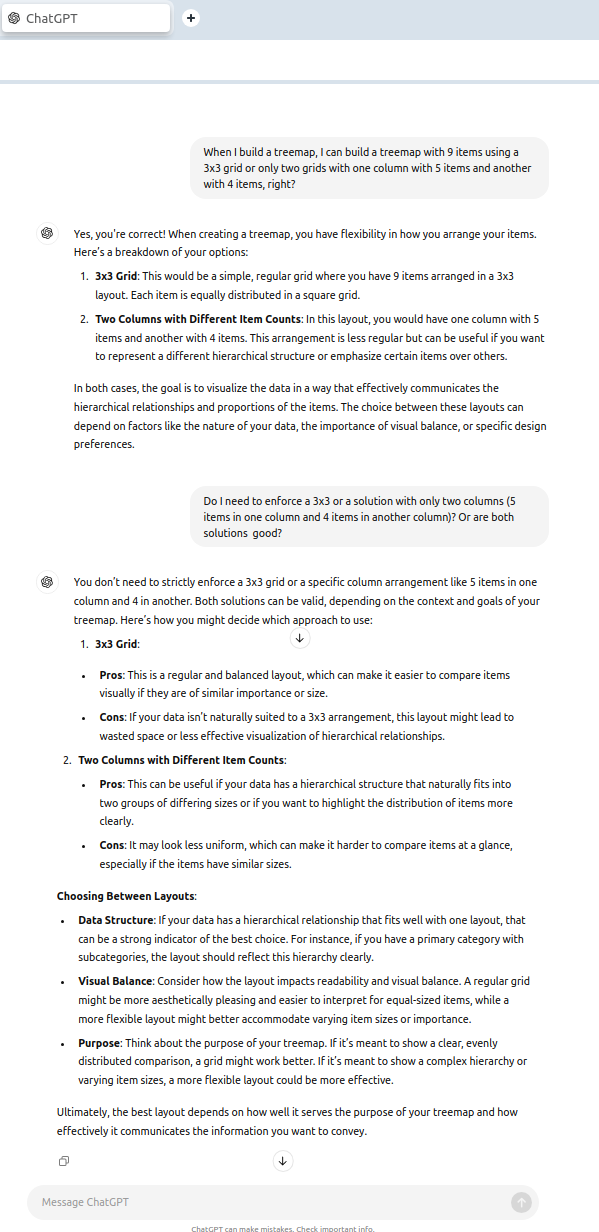 ChatGPT
When I build a treemap, I can build a treemap with 9 items using a
3x3 grid or only two grids with one column with 5 items and another
with 4 items, right?
Yes, you're correct! When creating a treemap, you have flexibility in how you arrange your items.
Here's a breakdown of your options:
1. 3x3 Grid: This would be a simple, regular grid where you have 9 items arranged in a 3x3
layout. Each item is equally distributed in a square grid.
2. Two Columns with Different Item Counts: In this layout, you would have one column with 5
items and another with 4 items. This arrangement is less regular but can be useful if you want
to represent a different hierarchical structure or emphasize certain items over others.
In both cases, the goal is to visualize the data in a way that effectively communicates the
hierarchical relationships and proportions of the items. The choice between these layouts can
depend on factors like the nature of your data, the importance of visual balance, or specific design
preferences.
Do I need to enforce a 3x3 or a solution with only two columns (5
items in one column and 4 items in another column)? Or are both
solutions good?
You don't need to strictly enforce a 3x3 grid or a specific column arrangement like 5 items in one
column and 4 in another. Both solutions can be valid, depending on the context and goals of your
treemap. Here's how you might decide which approach to use:
1. 3x3 Grid:
• Pros: This is a regular and balanced layout, which can make it easier to compare items
visually if they are of similar importance or size.
• Cons: If your data isn't naturally suited to a 3x3 arrangement, this layout might lead to
wasted space or less effective visualization of hierarchical relationships.
2. Two Columns with Different Item Counts:
• Pros: This can be useful if your data has a hierarchical structure that naturally fits into
two groups of differing sizes or if you want to highlight the distribution of items more
clearly.
• Cons: It may look less uniform, which can make it harder to compare items at a glance,
especially if the items have similar sizes.
Choosing Between Layouts:
• Data Structure: If your data has a hierarchical relationship that fits well with one layout, that
can be a strong indicator of the best choice. For instance, if you have a primary category with
subcategories, the layout should reflect this hierarchy clearly.
• Visual Balance: Consider how the layout impacts readability and visual balance. A regular grid
might be more aesthetically pleasing and easier to interpret for equal-sized items, while a
more flexible layout might better accommodate varying item sizes or importance.
• Purpose: Think about the purpose of your treemap. If it's meant to show a clear, evenly
distributed comparison, a grid might work better. If it's meant to show a complex hierarchy or
varying item sizes, a more flexible layout could be more effective.
Ultimately, the best layout depends on how well it serves the purpose of your treemap and how
effectively it communicates the information you want to convey.
Message ChatGPT
ChatGPT can make mistakes. Check important info.